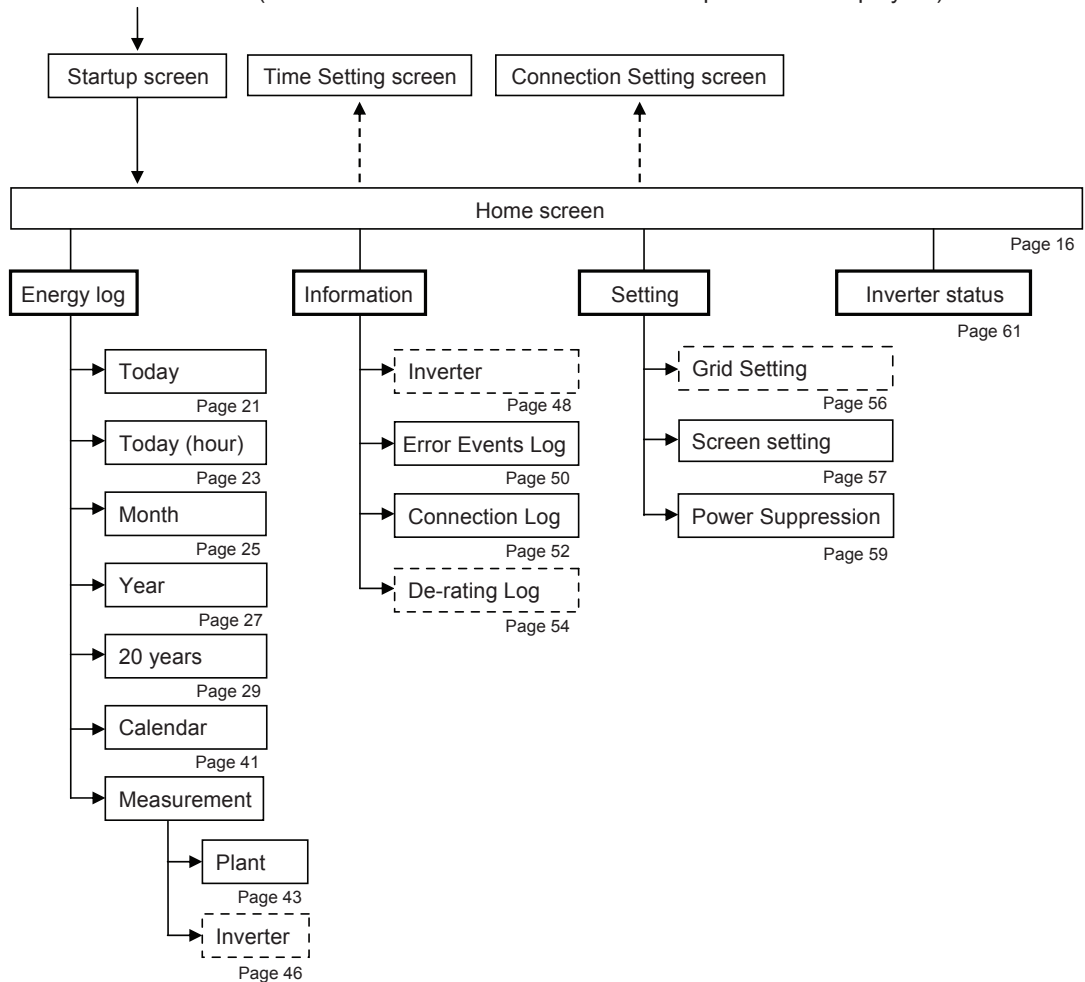 Startup screen
Time Setting screen
Connection Setting screen
Home screen
Page 16
Energy log
Information
Setting
Inverter status
Page 61
Today
Page 21
Today (hour)
Page 23
Month
Page 25
Year
Page 27
20 years
Page 29
Calendar
Page 41
Measurement
Plant
Page 43
Inverter
Page 46
Inverter
Page 48
Error Events Log
Page 50
Connection Log
Page 52
De-rating Log
Page 54
Grid Setting
Page 56
Screen setting
Page 57
Power Suppression
Page 59